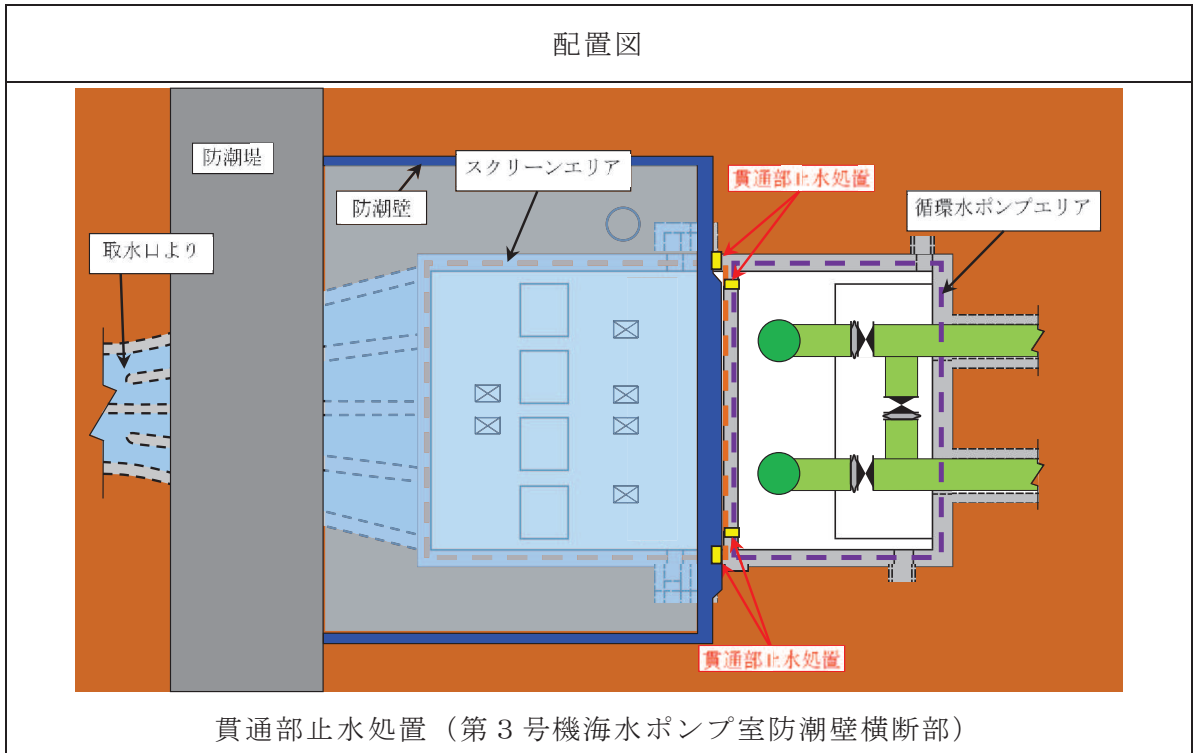 配置図
防潮堤
スクリーンエリア
貫通部止水処置
防潮壁
循環水ポンプエリア
取水口より
貫通部止水処置
貫通部止水処置(第3号機海水ポンプ室防潮壁横断部)